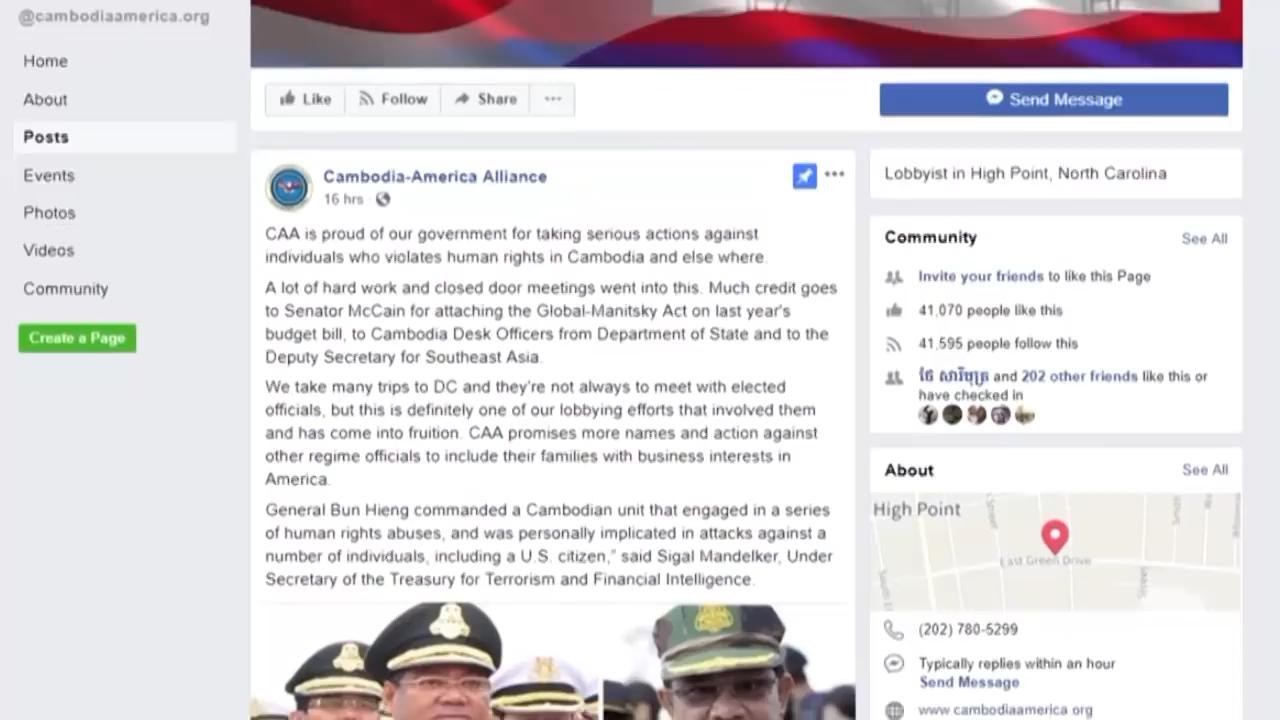 @cambodiaamerica.org
Home
About
Posts
Events
Photos
Videos
Community
Create a Page
Like
Follow
Share
Send Message
Cambodia-America Alliance
16 hrs
CAA is proud of our government for taking serious actions against
individuals who violates human rights in Cambodia and else where.
A lot of hard work and closed door meetings went into this. Much credit goes
to Senator McCain for attaching the Global-Manitsky Act on last year's
budget bill, to Cambodia Desk Officers from Department of State and to the
Deputy Secretary for Southeast Asia.
We take many trips to DC and they're not always to meet with elected
officials, but this is definitely one of our lobbying efforts that involved them
and has come into fruition. CAA promises more names and action against
other regime officials to include their families with business interests in
America.
General Bun Hieng commanded a Cambodian unit that engaged in a series
of human rights abuses, and was personally implicated in attacks against a
number of individuals, including a U.S. citizen," said Sigal Mandelker, Under
Secretary of the Treasury for Terrorism and Financial Intelligence.
Lobbyist in High Point, North Carolina
Community
See All
Invite your friends to like this Page
41,070 people like this
41,595 people follow this
and 202 other friends like this or
have checked in
About
See All
High Point
East Green Drive
(202) 780-5299
Typically replies within an hour
Send Message
www.cambodiaamerica.org